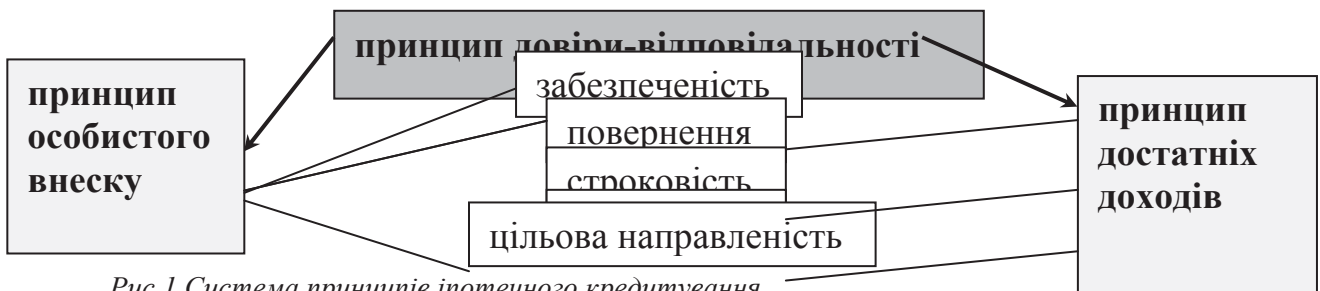 принцип довіри-відповідальності
забезпеченість
принцип
особистого
внеску
повернення
строковість
цільова направленість
принцип
достатніх
доходів
Рис.1 Система принципів іпотечного кредитування